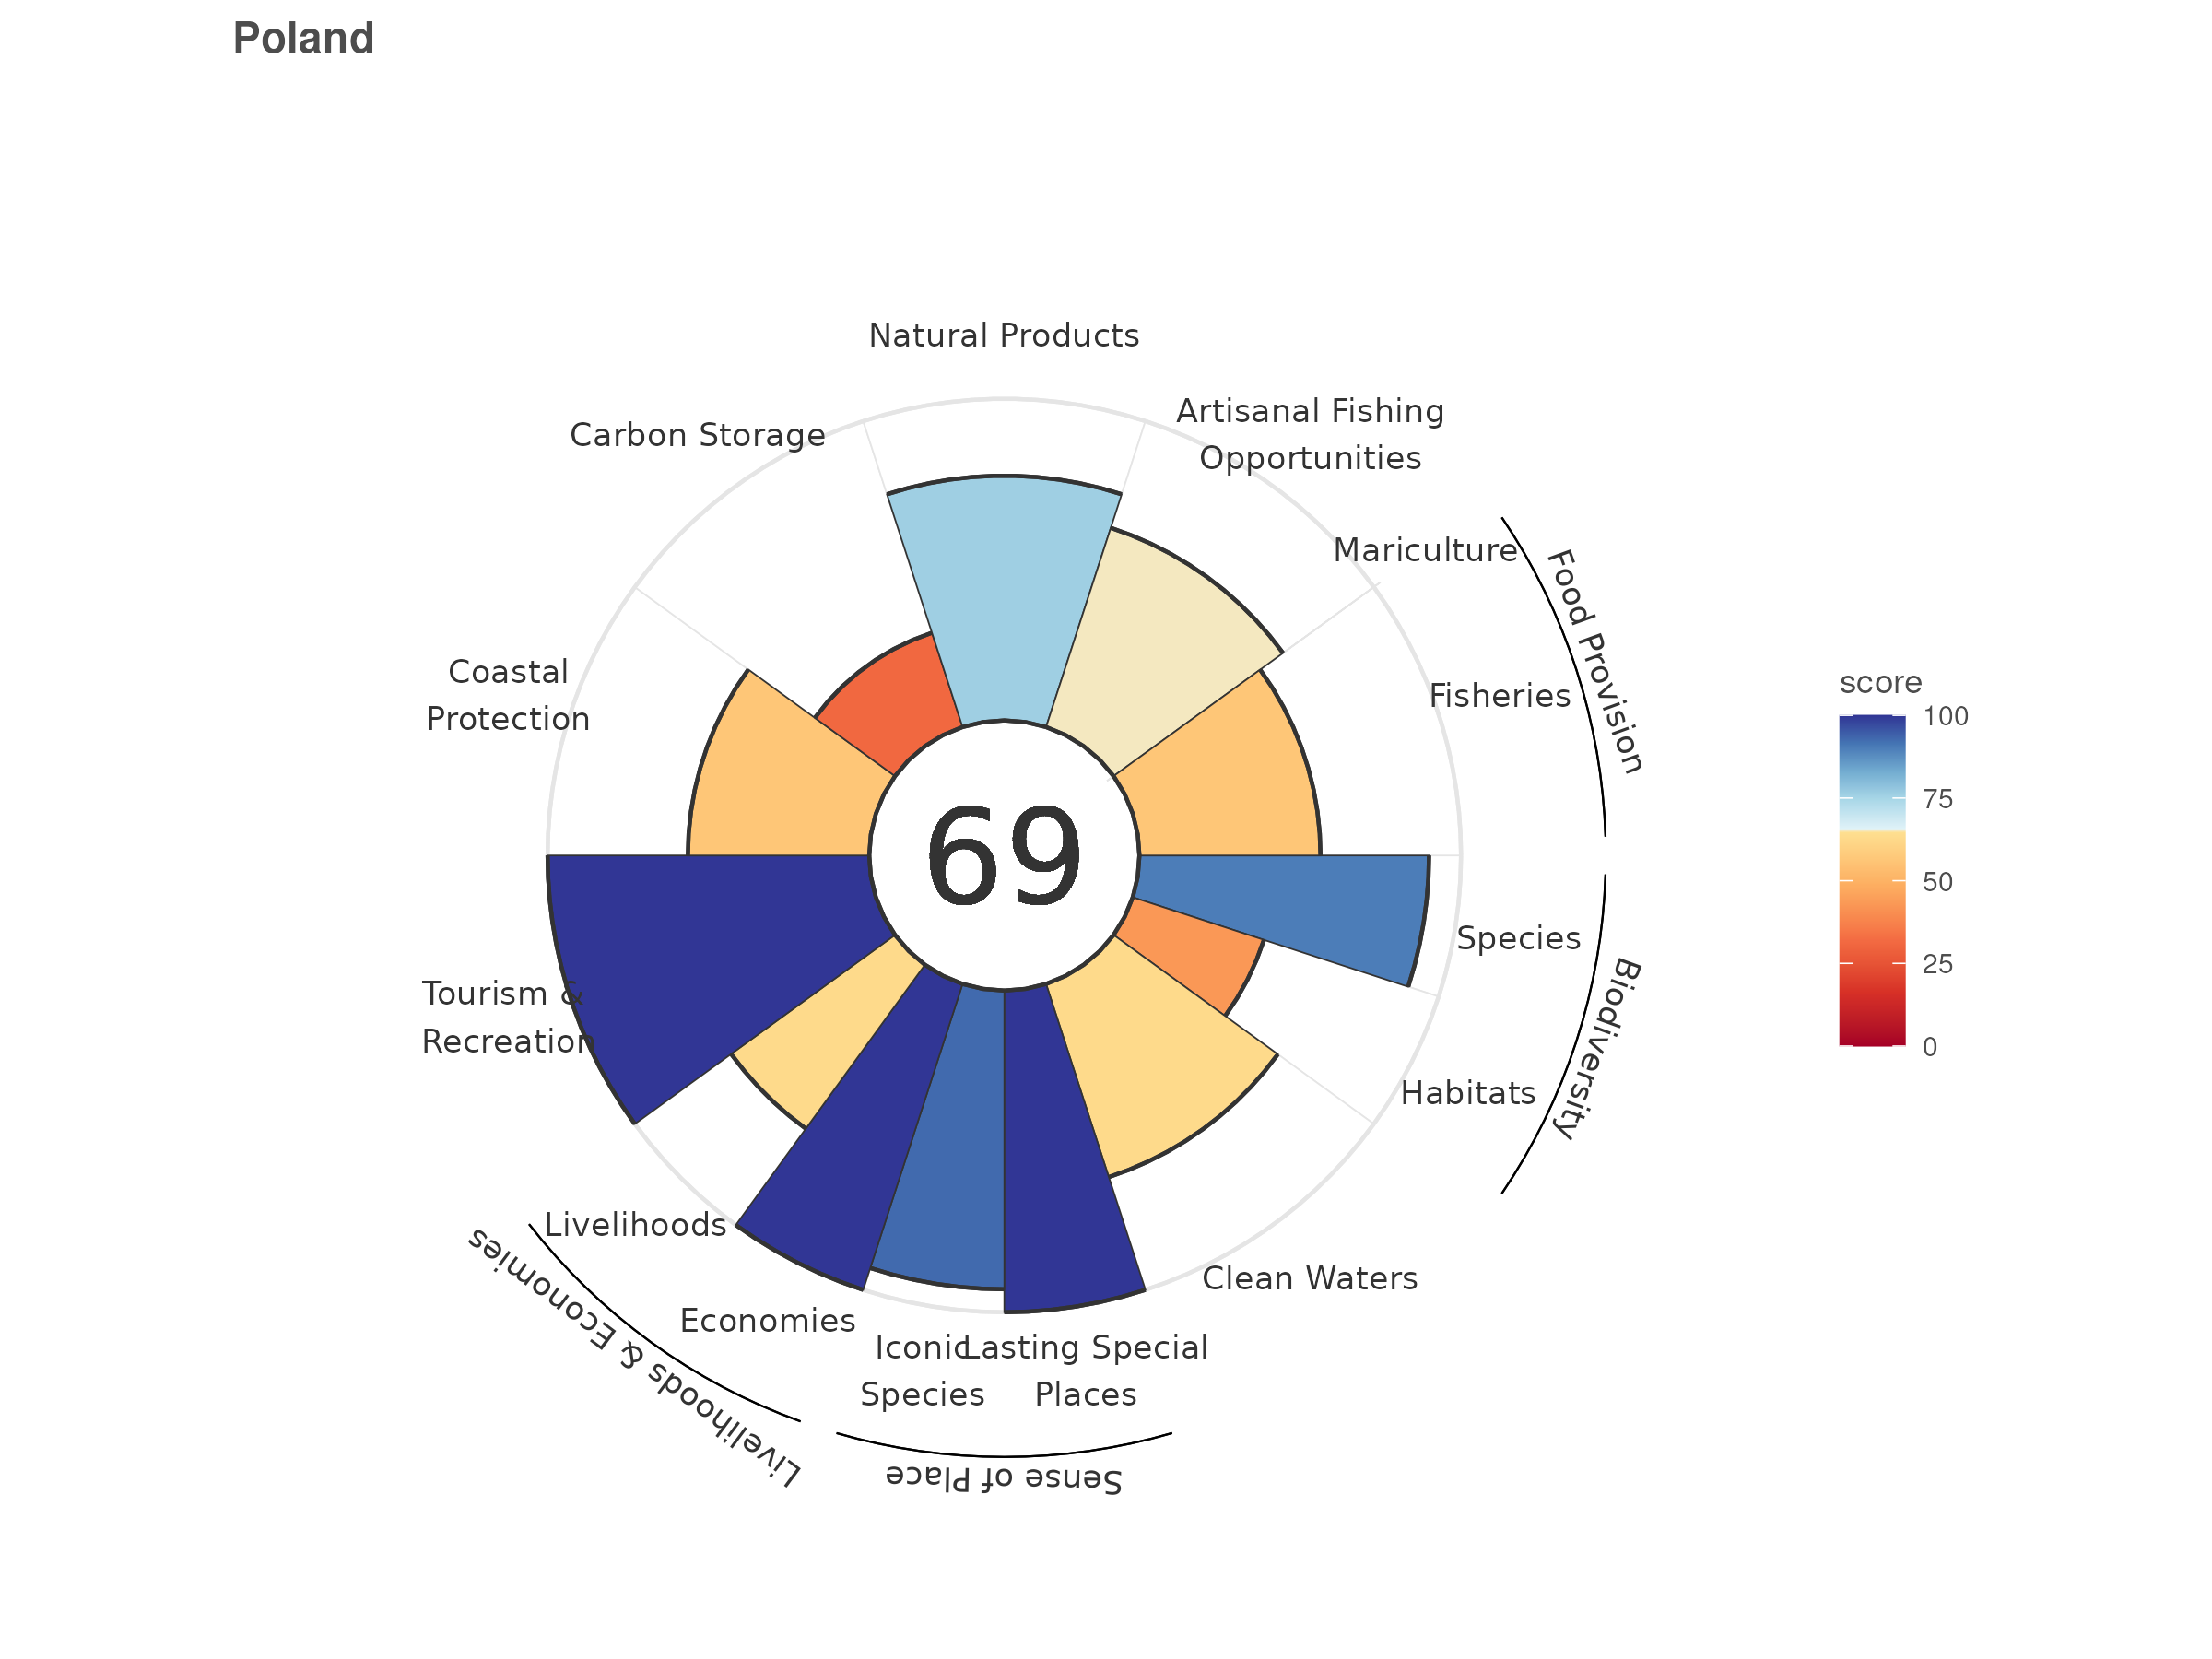 Poland
Natural Products
Artisanal Fishing
Opportunities
Carbon Storage
Mariculture
Food Provision
Fisheries
Coastal
Protection
score
100
75
50
25
0
69
Species
Biodiversity
Habitats
Tourism &
Recreation
Livelihoods
Clean Waters
Economies
Iconic
Species
Lasting Special
Places
Livelihoods & Economies
Sense of Place